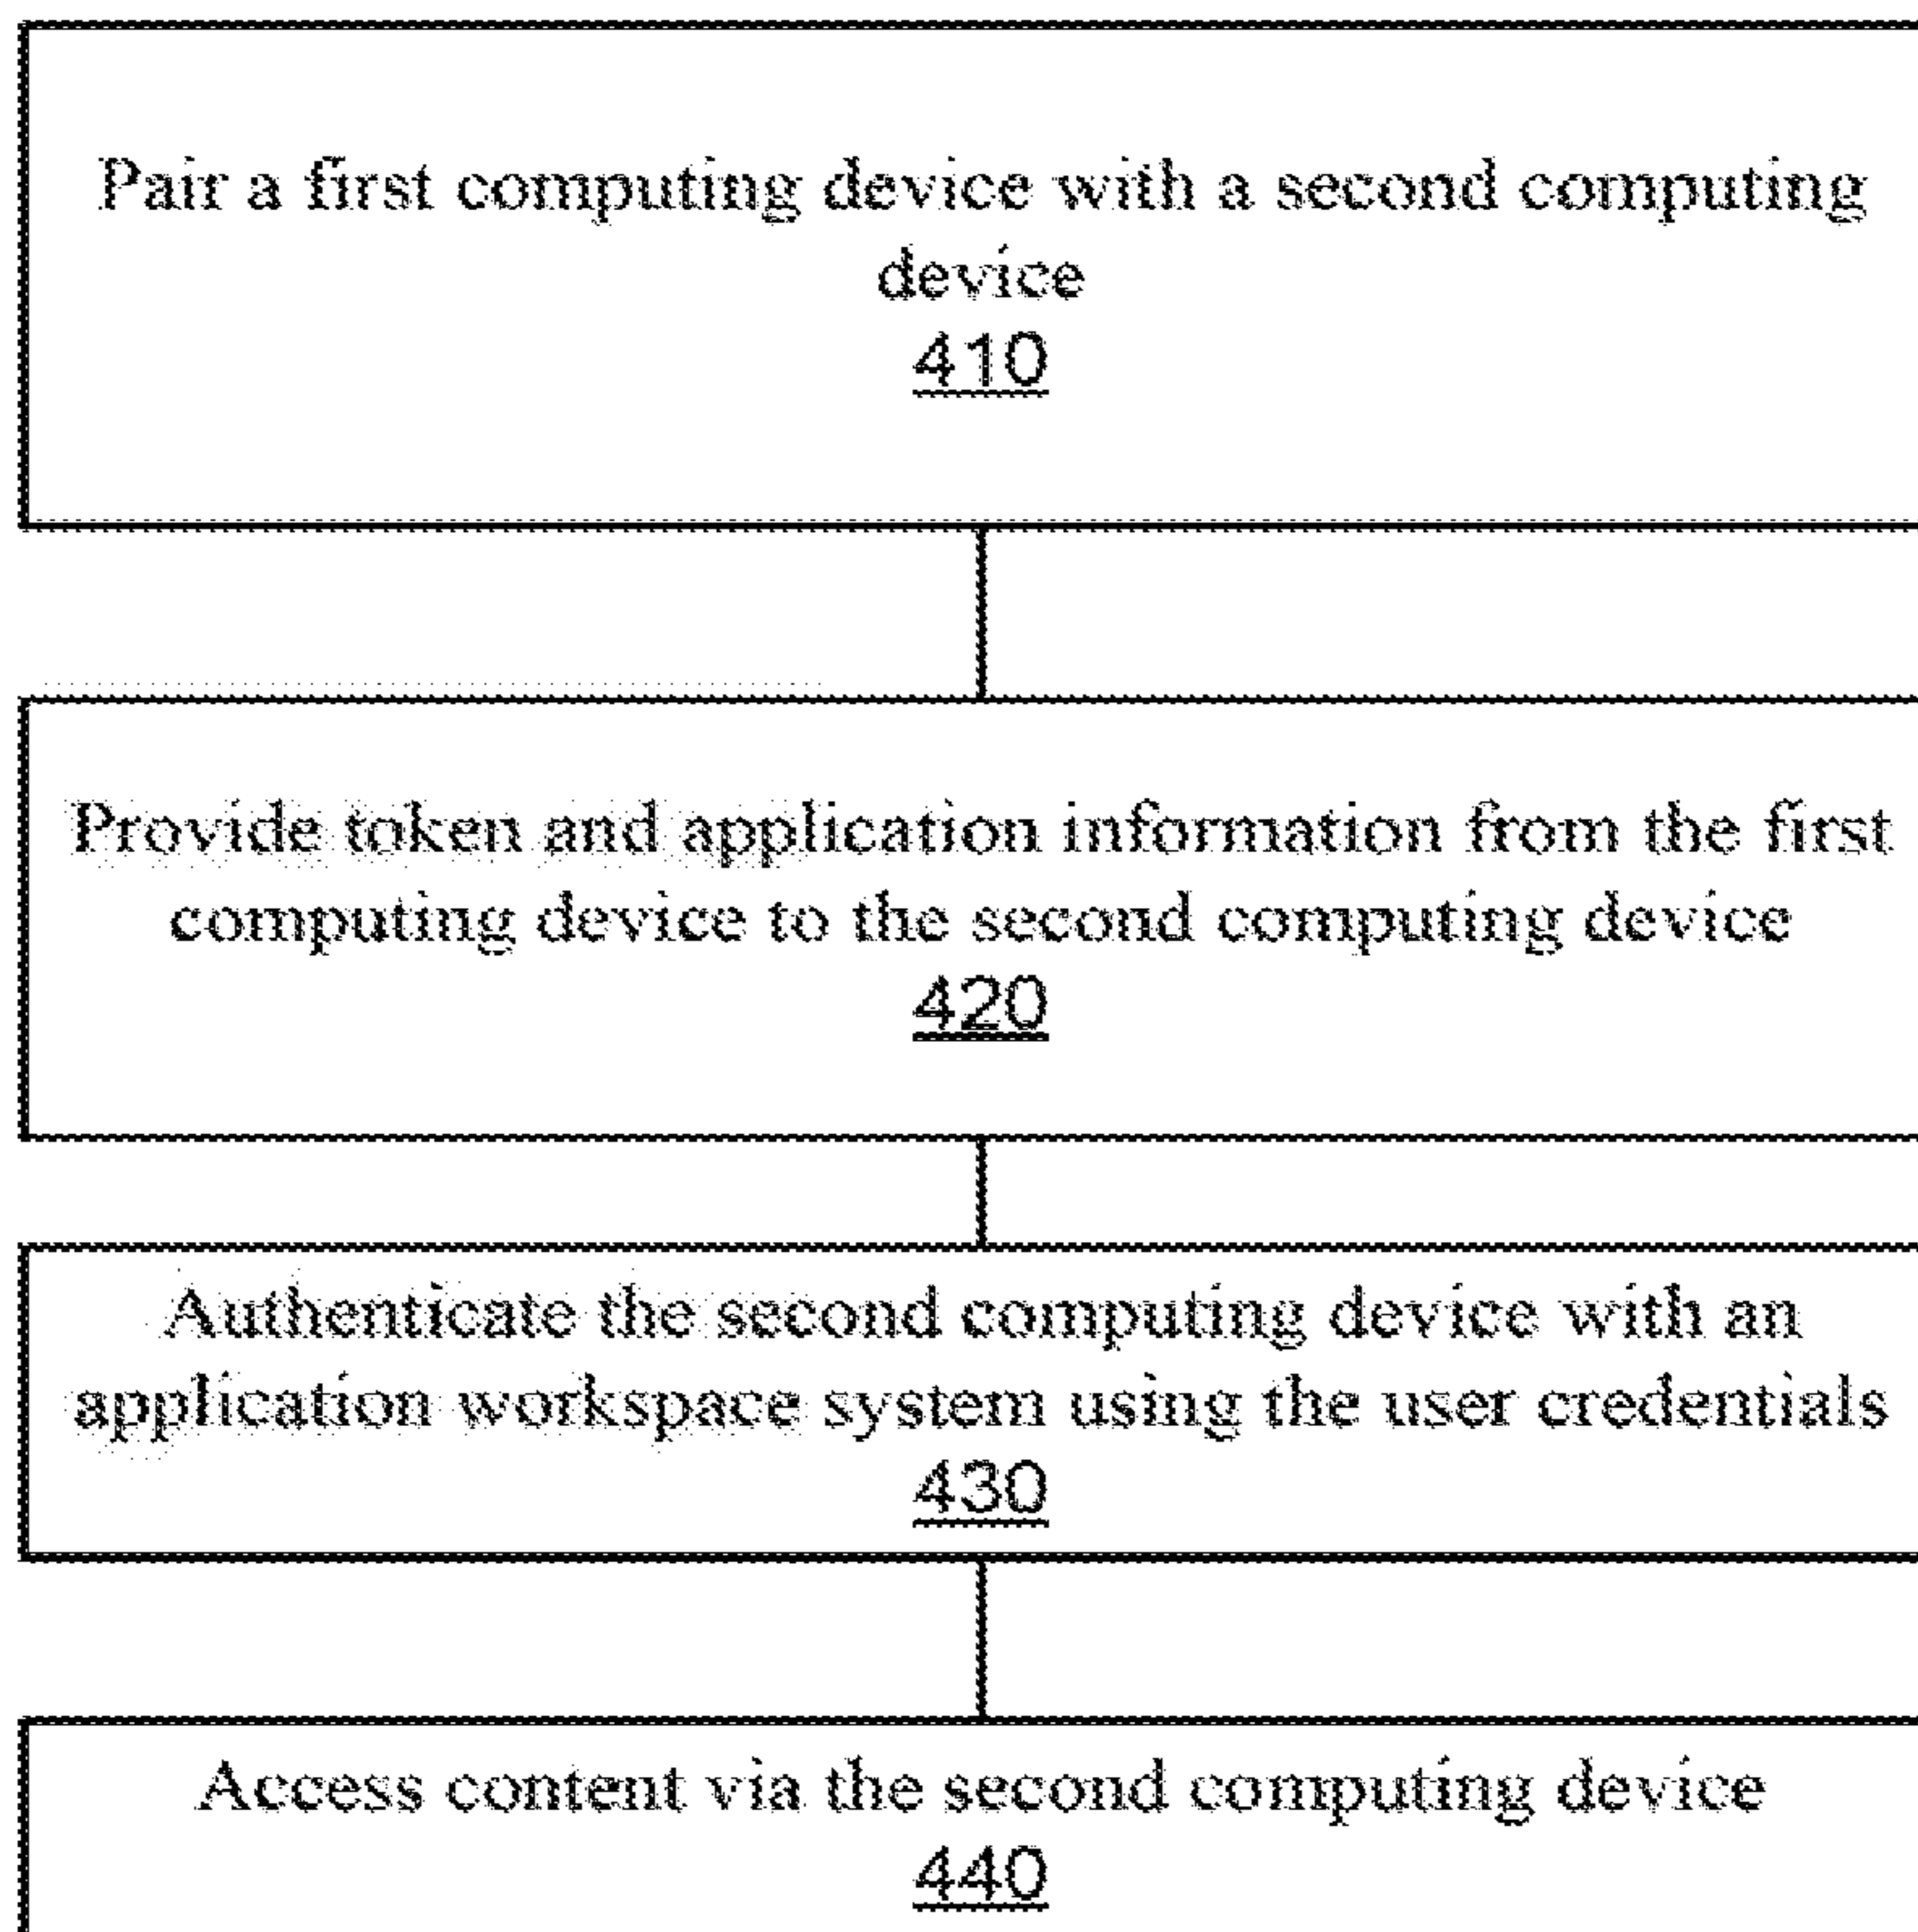 Pair a first computing device with a second computing
device
410
Provide token and application information from the first
computing device to the second computing device
420
Authenticate the second computing device with an
application workspace system using the user credentials
430
Access content via the second computing device
440